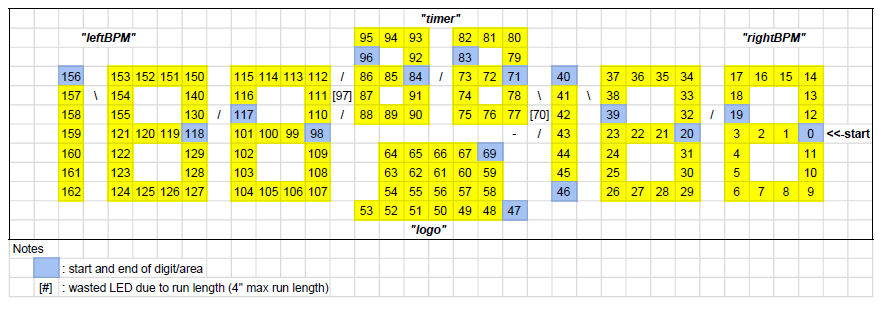 "timer"
"leftBPM" 95 94 93 82 81 80 "rightBPM"
96 92 83 79
156 153 152 151 150 115 114 113 112 / 86 85 84 / 73 72 71 40 37 36 35 34 17 16 15 14
157 \ 154 140 116 111 [97] 87 91 74 78 \ 41 \ 38 33 18 13
158 155 130 / 117 110 / 88 89 90 75 76 77 [70] 42 39 32 / 19 12
159 121 120 119 118 101 100 99 98 - / 43 23 22 21 20 3 2 1 0 <<-start
160 122 129 102 109 64 65 66 67 69 44 24 31 4 11
161 123 128 103 108 63 62 61 60 59 45 25 30 5 10
162 124 125 126 127 104 105 106 107 54 55 56 57 58 46 26 27 28 29 6 7 8 9
53 52 51 50 49 48 47
"logo"
Notes
: start and end of digit/area
[#] : wasted LED due to run length (4" max run length)